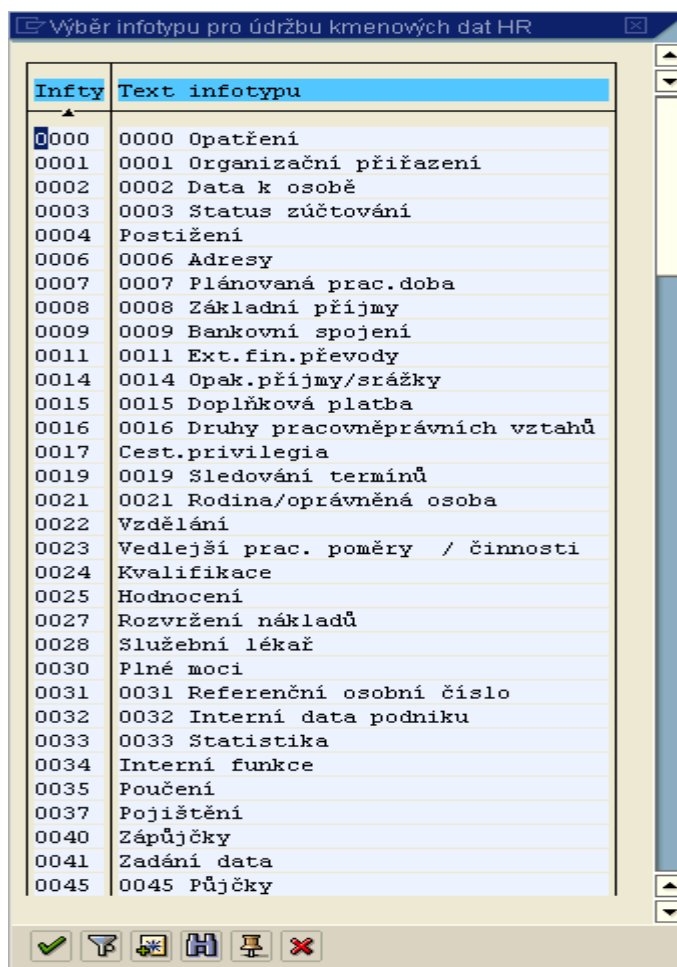 Výběr infotypu pro údržbu kmenových dat HR
Infty Text infotypu
0000 0000 Opatření
0001 0001 Organizační přiřazení
0002 0002 Data k osobě
0003 0003 Status zúčtování
0004 Postižení
0006 0006 Adresy
0007 0007 Plánovaná prac.doba
0008 0008 Základní příjmy
0009 0009 Bankovní spojení
0011 0011 Ext.fin.převody
0014 0014 Opak.příjmy/srážky
0015 0015 Doplňková platba
0016 0016 Druhy pracovněprávních vztahů
0017 Cest.privilegia
0019 0019 Sledování termínů
0021 0021 Rodina/oprávněná osoba
0022 Vzdělání
0023 Vedlejší prac. poměry / činnosti
0024 Kvalifikace
0025 Hodnocení
0027 Rozvržení nákladů
0028 Služební lékař
0030 Plné moci
0031 0031 Referenční osobní číslo
0032 0032 Interní data podniku
0033 0033 Statistika
0034 Interní funkce
0035 Poučení
0037 Pojištění
0040 Zápůjčky
0041 Zadání data
0045 0045 Půjčky